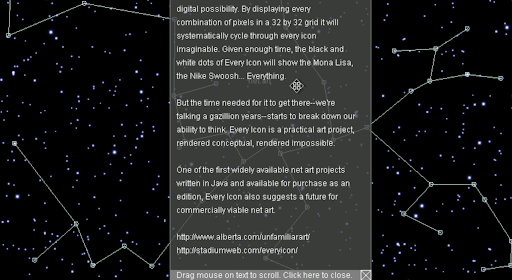 digital possibility. By displaying every
combination of pixels in a 32 by 32 grid it will
systematically cycle through every icon
imaginable. Given enough time, the black and
white dots of Every Icon will show the Mona Lisa,
the Nike Swoosh... Everything.
But the time needed for it to get there--we're
talking a gazillion years--starts to break down our
ability to think. Every Icon is a practical art project,
rendered conceptual, rendered impossible.
One of the first widely available net art projects
written in Java and available for purchase as an
edition, Every Icon also suggests a future for
commercially viable net art.
http://www.alberta.com/unfamiliarart/
http://stadiumweb.com/everyicon/
Drag mouse on text to scroll. Click here to close.